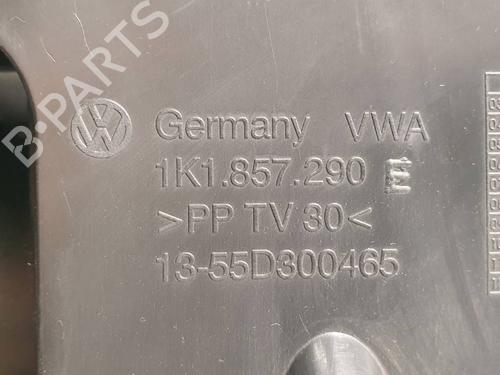 Germany VWA
1K1.857.290 E
>PP TV 30<
13-55D300465
B-PARTS